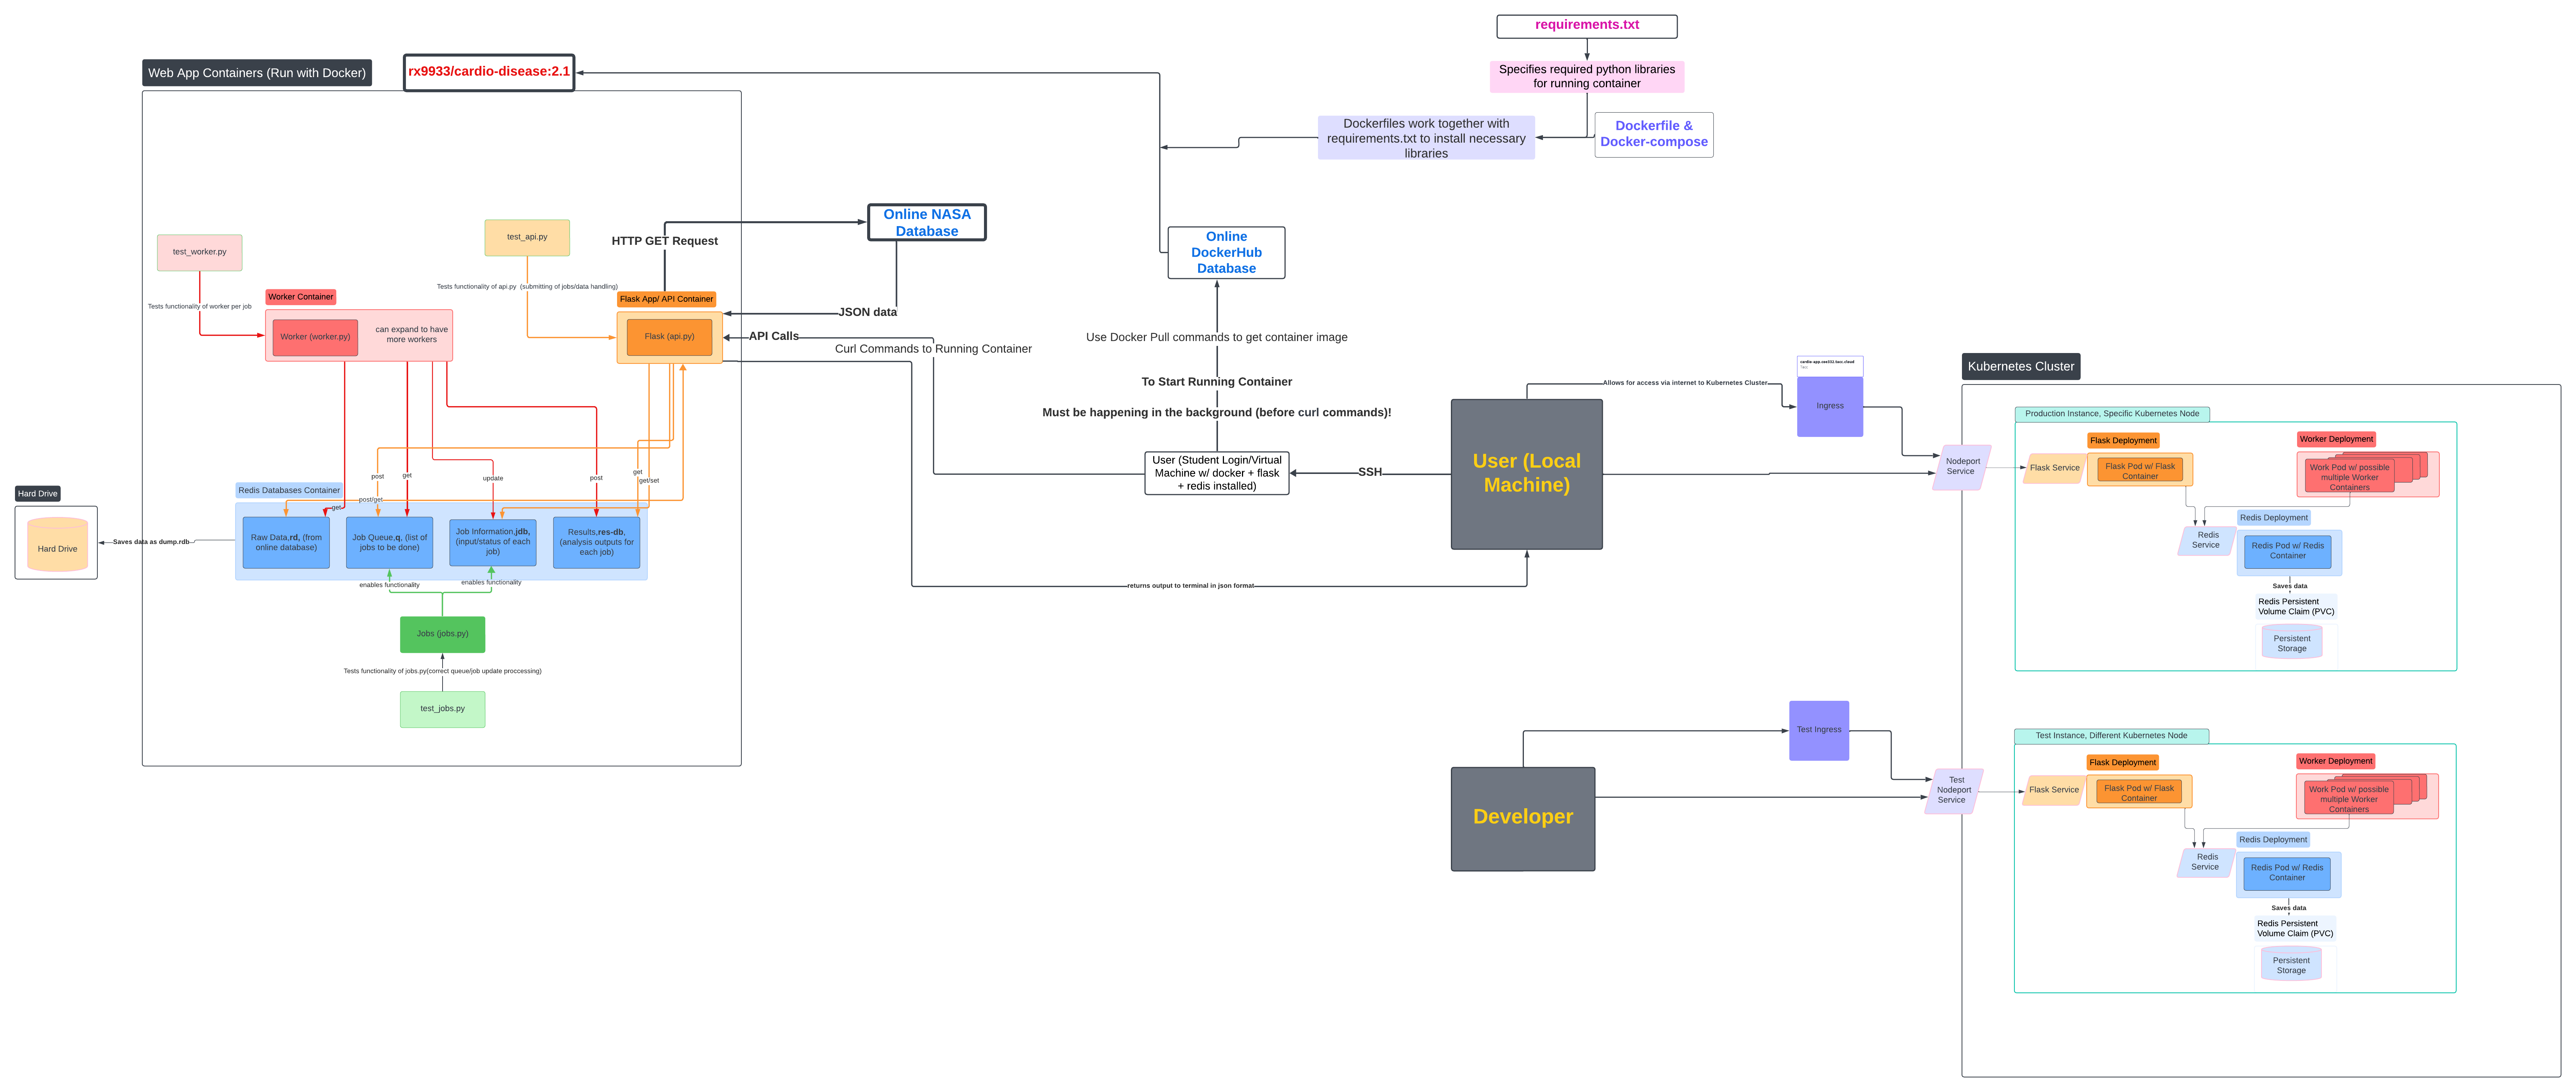 requirements.txt
Specifies required python libraries
for running container
Dockerfiles work together with
requirements.txt to install necessary
libraries
Dockerfile &
Docker-compose
Web App Containers (Run with Docker)
rx9933/cardio-disease:2.1
test_worker.py
Tests functionality of worker per job
test_api.py
Tests functionality of api.py (submitting of jobs/data handling)
HTTP GET Request
Online NASA
Database
JSON data
Worker Container
Worker (worker.py)
can expand to have
more workers
Flask App/ API Container
Flask (api.py)
API Calls
Curl Commands to Running Container
post
get
update
post
get
get/set
post/get
get
Redis Databases Container
Raw Data,rd, (from
online database)
Job Queue,q, (list of
jobs to be done)
Job Information,jdb,
(input/status of each
job)
Results,res-db,
(analysis outputs for
each job)
Hard Drive
Hard Drive
Saves data as dump.rdb
enables functionality
enables functionality
Jobs (jobs.py)
Tests functionality of jobs.py(correct queue/job update proccessing)
test_jobs.py
Online
DockerHub
Database
Use Docker Pull commands to get container image
To Start Running Container
Must be happening in the background (before curl commands)!
User (Student Login/Virtual
Machine w/ docker + flask
+ redis installed)
SSH
User (Local
Machine)
returns output to terminal in json format
Allows for access via internet to Kubernetes Cluster
Ingress
Nodeport
Service
Kubernetes Cluster
Production Instance, Specific Kubernetes Node
Flask Service
Flask Deployment
Flask Pod w/ Flask
Container
Worker Deployment
Work Pod w/ possible
multiple Worker
Containers
Redis
Service
Redis Deployment
Redis Pod w/ Redis
Container
Saves data
Redis Persistent
Volume Claim (PVC)
Persistent
Storage
Developer
Test Ingress
Test
Nodeport
Service
Test Instance, Different Kubernetes Node
Flask Service
Flask Deployment
Flask Pod w/ Flask
Container
Worker Deployment
Work Pod w/ possible
multiple Worker
Containers
Redis
Service
Redis Deployment
Redis Pod w/ Redis
Container
Saves data
Redis Persistent
Volume Claim (PVC)
Persistent
Storage